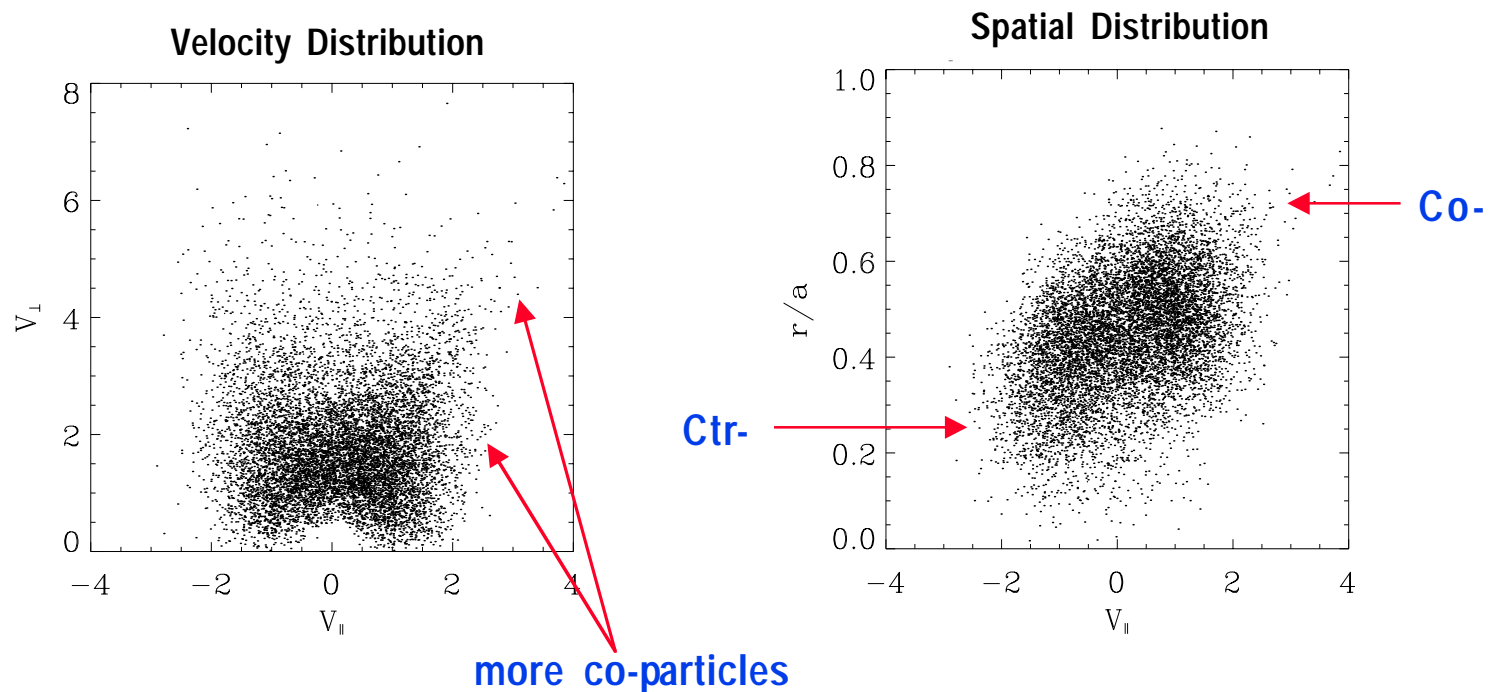 Velocity Distribution
8
6
4
2
0
V⊥
−4 −2 0 2 4
V∥
more co-particles
Spatial Distribution
1.0
0.8
0.6
0.4
0.2
0.0
r/a
−4 −2 0 2 4
V∥
Co-
Ctr-